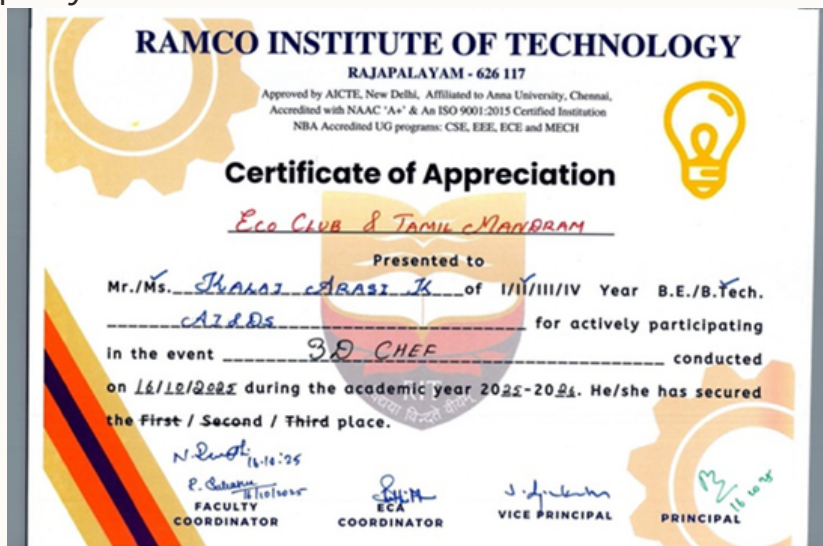 RAMCO INSTITUTE OF TECHNOLOGY
RAJAPALAYAM - 626 117
Approved by AICTE, New Delhi, Affiliated to Anna University, Chennai,
Accredited with NAAC 'A+' & An ISO 9001:2015 Certified Institution
NBA Accredited UG programs: CSE, EEE, ECE and MECH
Certificate of Appreciation
Eco Club & Tamil Mandram
Presented to
Mr./Ms. Kalai Arasi K of I/II/III/IV Year B.E./B.Tech.
AI&DS for actively participating
in the event 3D CHEF conducted
on 16/10/2025 during the academic year 2025-2026. He/she has secured
the First / Second / Third place.
16.10.25
16/10/2025
FACULTY COORDINATOR
ECA COORDINATOR
VICE PRINCIPAL
PRINCIPAL